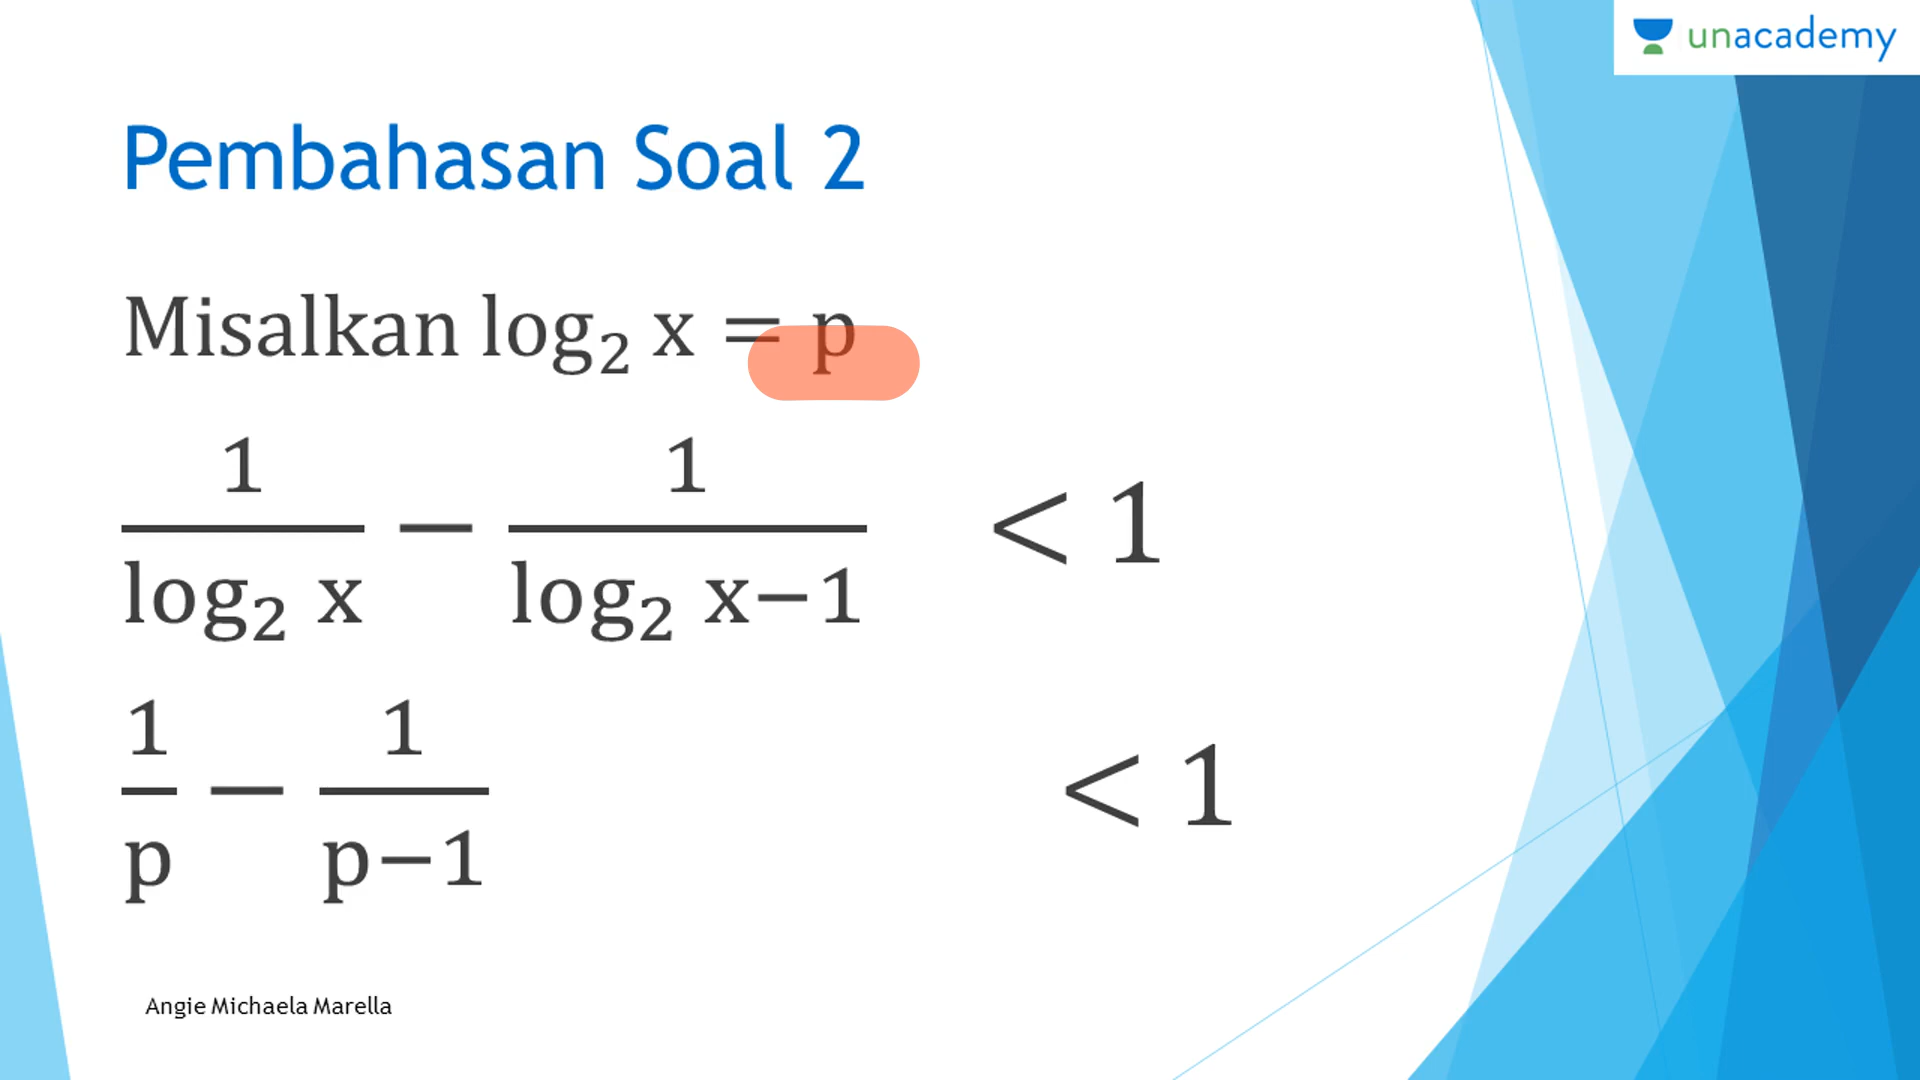 unacademy
Pembahasan Soal 2
Misalkan log₂ x = p
1/(log₂ x) − 1/(log₂ x−1) < 1
1/p − 1/(p−1) < 1
Angie Michaela Marella